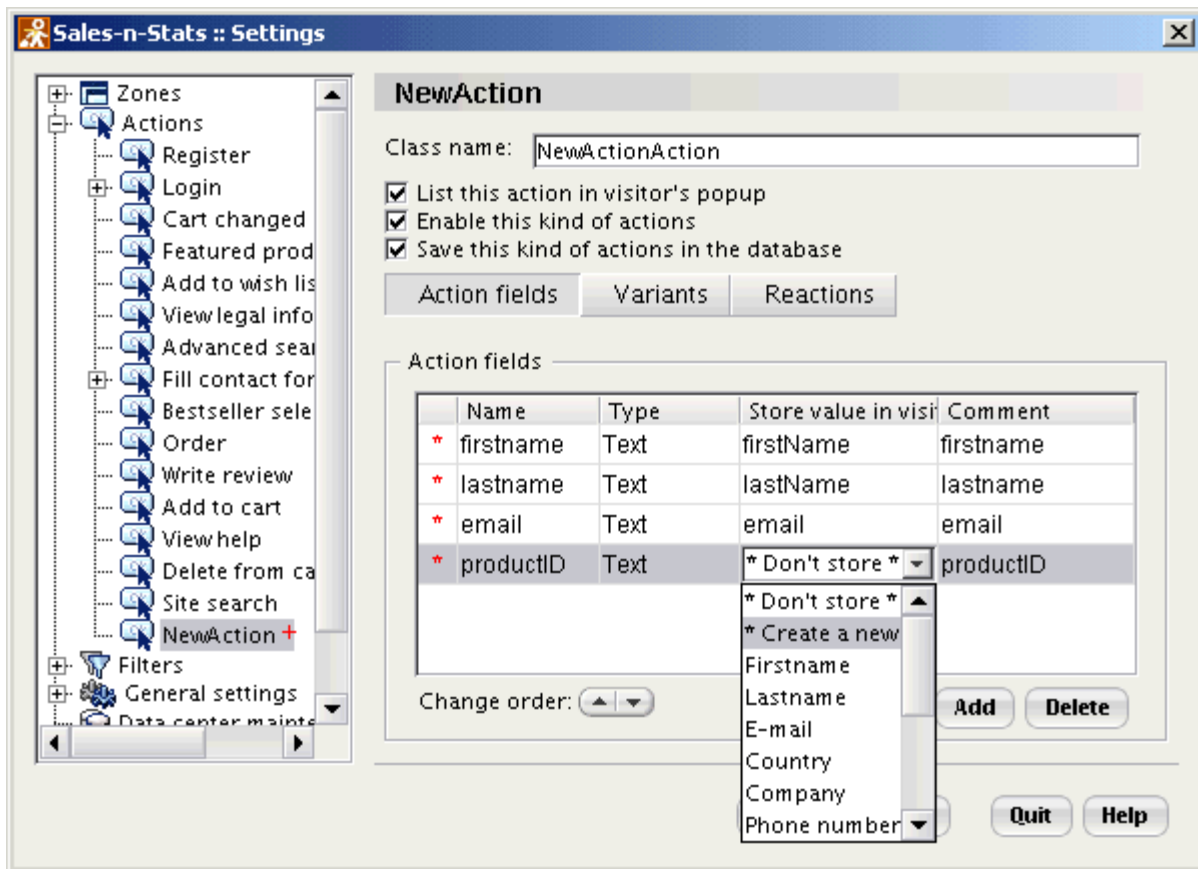 Sales-n-Stats :: Settings
Zones
Actions
Register
Login
Cart changed
Featured prod
Add to wish lis
View legal info
Advanced sear
Fill contact for
Bestseller sele
Order
Write review
Add to cart
View help
Delete from ca
Site search
NewAction +
Filters
General settings
Data center mainte
NewAction
Class name: NewActionAction
List this action in visitor's popup
Enable this kind of actions
Save this kind of actions in the database
Action fields Variants Reactions
Action fields
Name Type Store value in visi Comment
* firstname Text firstName firstname
* lastname Text lastName lastname
* email Text email email
* productID Text * Don't store * productID
* Don't store *
* Create a new
Firstname
Lastname
E-mail
Country
Company
Phone number
Change order:
Add Delete
Quit Help